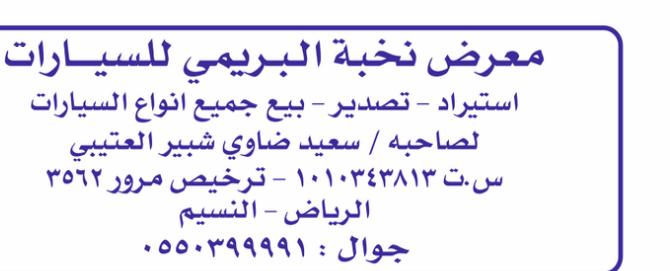 معرض نخبة البريمي للسيــارات
استيراد - تصدير - بيع جميع انواع السيارات
لصاحبه / سعيد ضاوي شبير العتيبي
س.ت ١٠١٠٣٤٣٨١٣ - ترخيص مرور ٣٥٦٢
الرياض - النسيم
جوال : ٠٥٥٠٣٩٩٩٩١